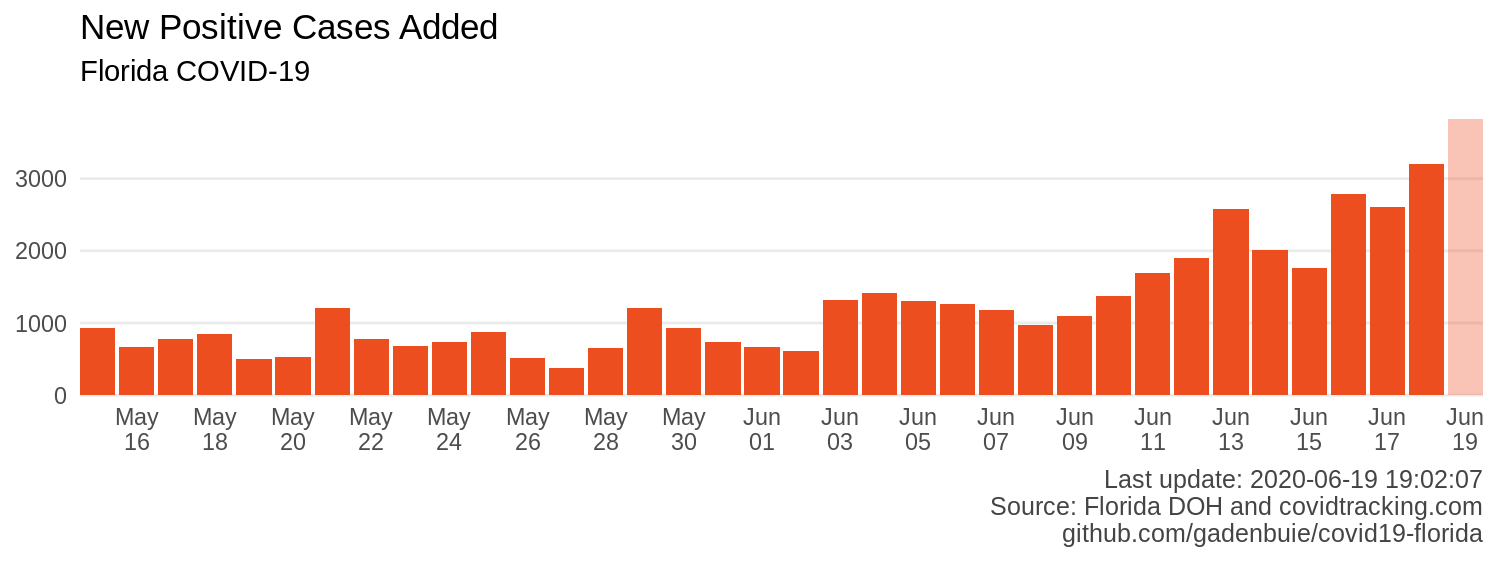 New Positive Cases Added
Florida COVID-19
3000
2000
1000
0
May May May May May May May May Jun Jun Jun Jun Jun Jun Jun Jun Jun Jun
16 18 20 22 24 26 28 30 01 03 05 07 09 11 13 15 17 19
Last update: 2020-06-19 19:02:07
Source: Florida DOH and covidtracking.com
github.com/gadenbuie/covid19-florida